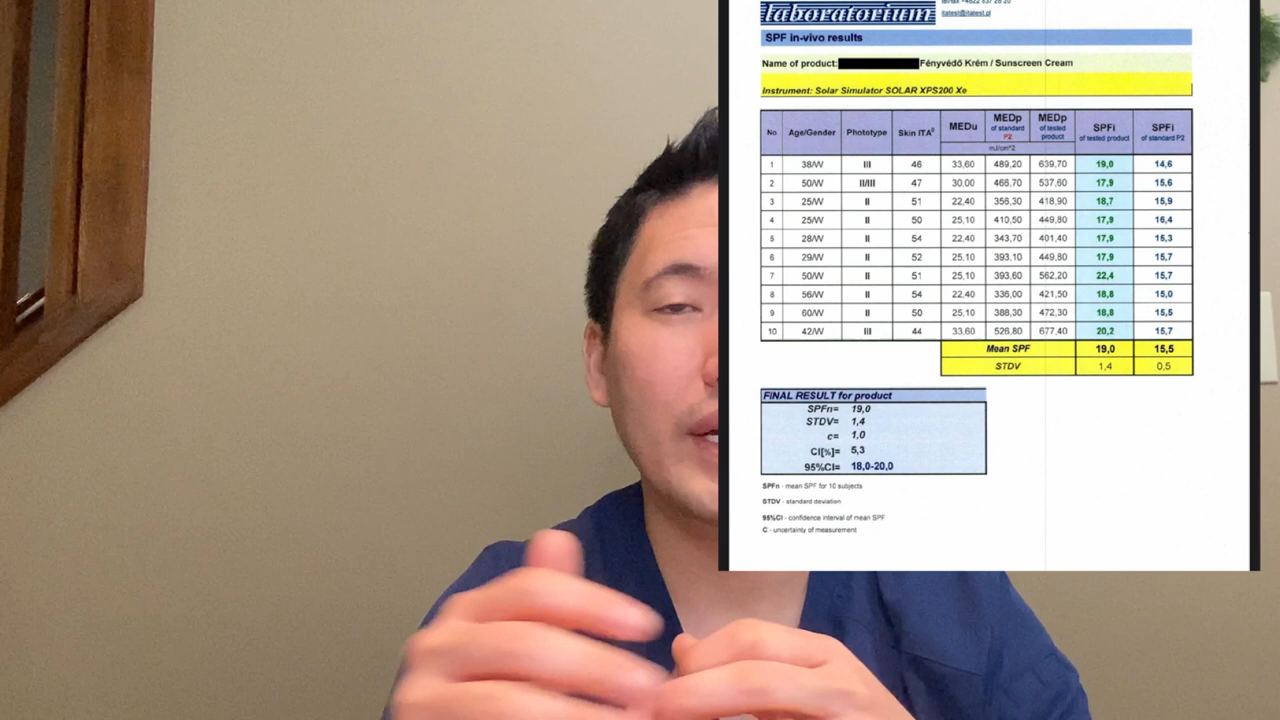 laboratorium
itatest@itatest.pl
SPF in-vivo results
Name of product: Fényvédő Krém / Sunscreen Cream
Instrument: Solar Simulator SOLAR XPS200 Xe
No Age/Gender Phototype Skin ITA⁰ MEDu MEDp of standard P2 MEDp of tested product SPFi of tested product SPFi of standard P2
mJ/cm^2
1 38/W III 46 33,60 489,20 639,70 19,0 14,6
2 50/W II/III 47 30,00 466,70 537,60 17,9 15,6
3 25/W II 51 22,40 356,30 418,90 18,7 15,9
4 25/W II 50 25,10 410,50 449,80 17,9 16,4
5 28/W II 54 22,40 343,70 401,40 17,9 15,3
6 29/W II 52 25,10 393,10 449,80 17,9 15,7
7 50/W II 51 25,10 393,60 562,20 22,4 15,7
8 56/W II 54 22,40 336,00 421,50 18,8 15,0
9 60/W II 50 25,10 388,30 472,30 18,8 15,5
10 42/W III 44 33,60 526,80 677,40 20,2 15,7
Mean SPF 19,0 15,5
STDV 1,4 0,5
FINAL RESULT for product
SPFn= 19,0
STDV= 1,4
c= 1,0
CI[%]= 5,3
95%CI= 18,0-20,0
SPFn - mean SPF for 10 subjects
STDV - standard deviation
95%CI - confidence interval of mean SPF
C - uncertainty of measurement